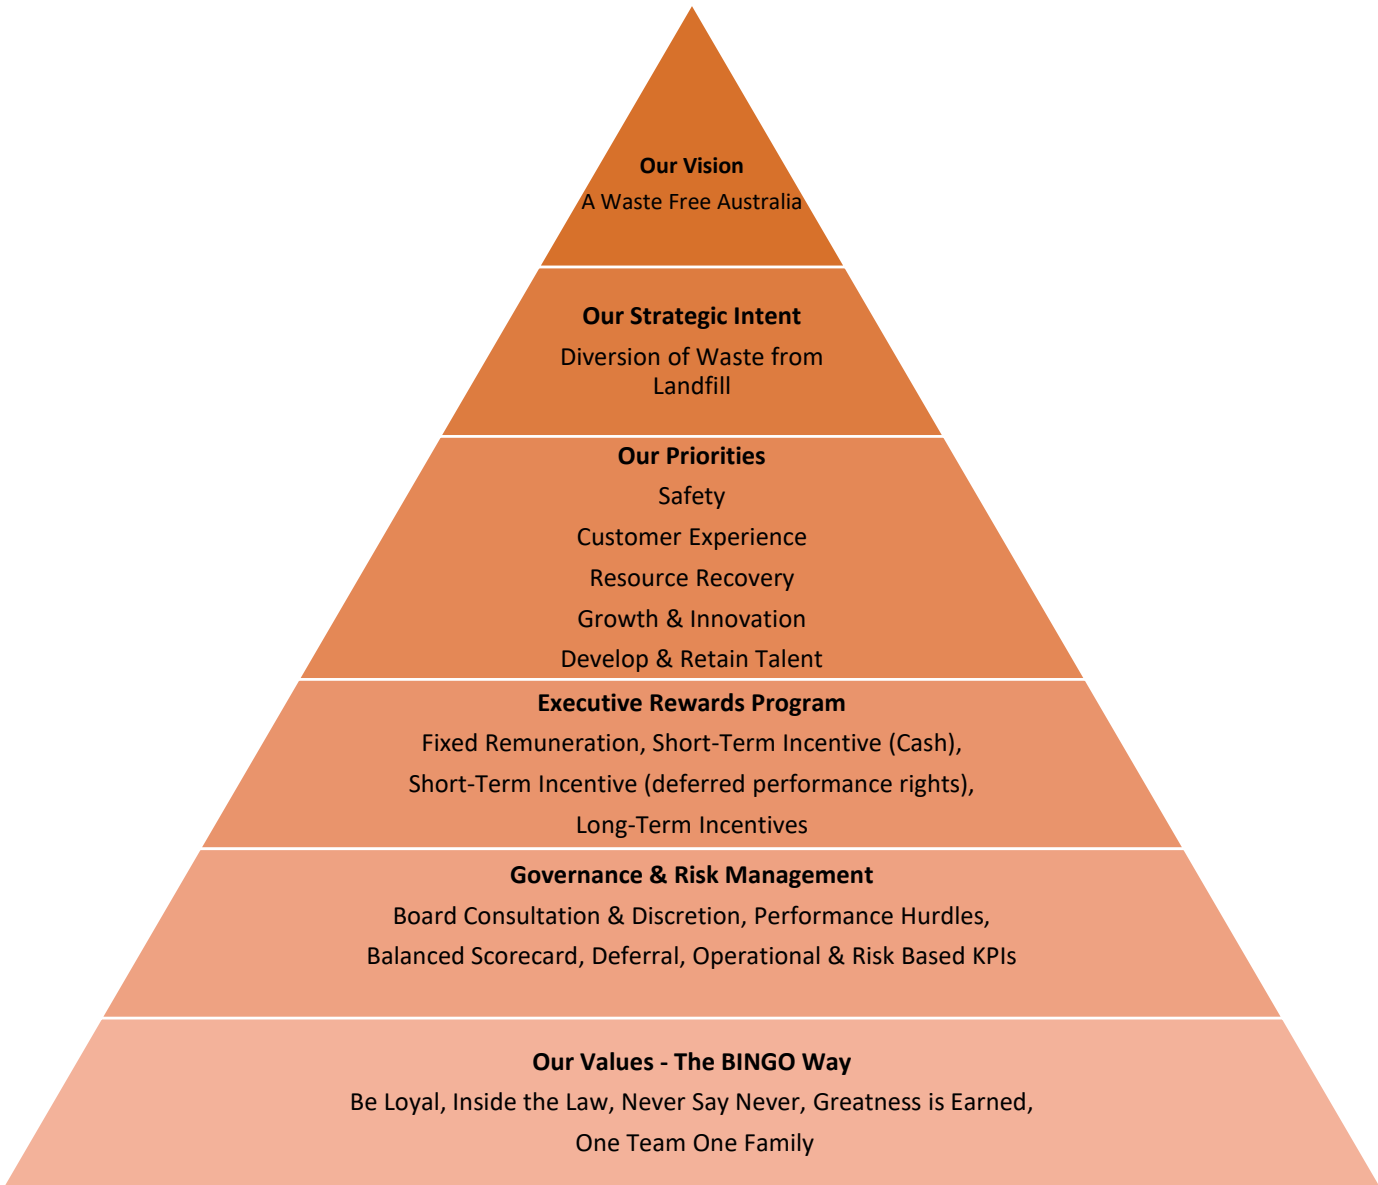 Our Vision
A Waste Free Australia
Our Strategic Intent
Diversion of Waste from
Landfill
Our Priorities
Safety
Customer Experience
Resource Recovery
Growth & Innovation
Develop & Retain Talent
Executive Rewards Program
Fixed Remuneration, Short-Term Incentive (Cash),
Short-Term Incentive (deferred performance rights),
Long-Term Incentives
Governance & Risk Management
Board Consultation & Discretion, Performance Hurdles,
Balanced Scorecard, Deferral, Operational & Risk Based KPIs
Our Values - The BINGO Way
Be Loyal, Inside the Law, Never Say Never, Greatness is Earned,
One Team One Family